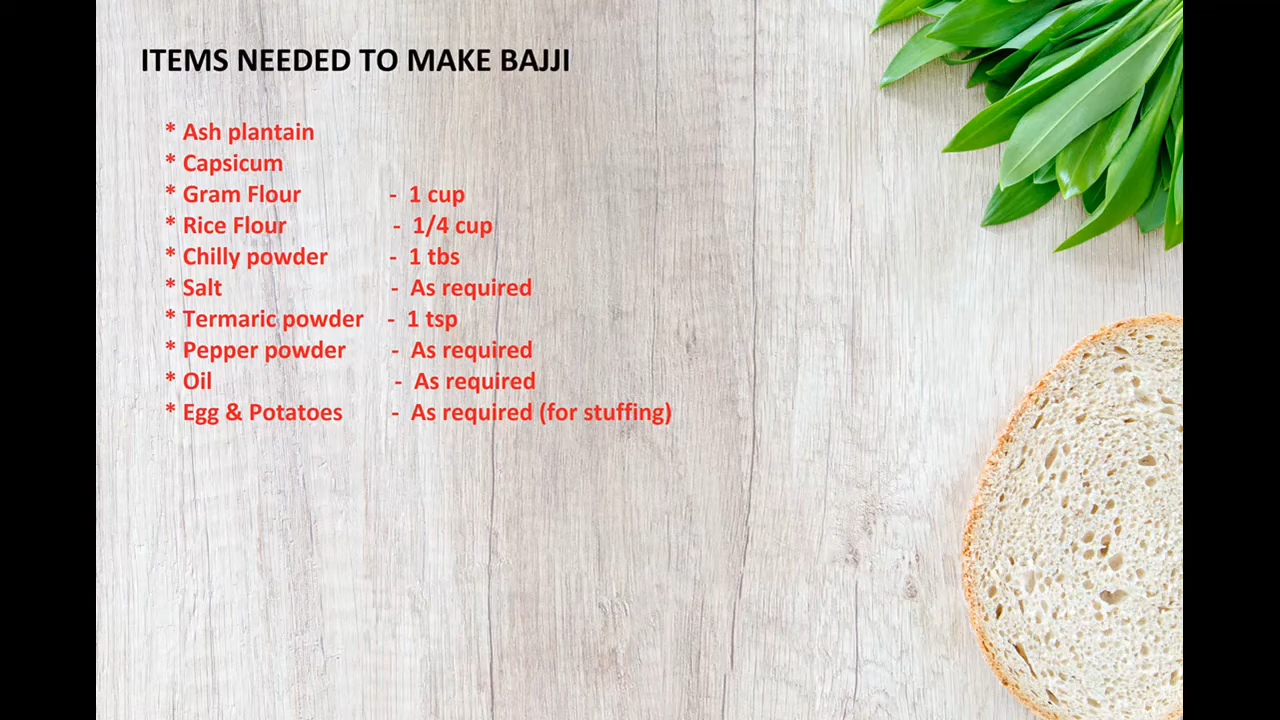 ITEMS NEEDED TO MAKE BAJJI
* Ash plantain
* Capsicum
* Gram Flour - 1 cup
* Rice Flour - 1/4 cup
* Chilly powder - 1 tbs
* Salt - As required
* Termaric powder - 1 tsp
* Pepper powder - As required
* Oil - As required
* Egg & Potatoes - As required (for stuffing)